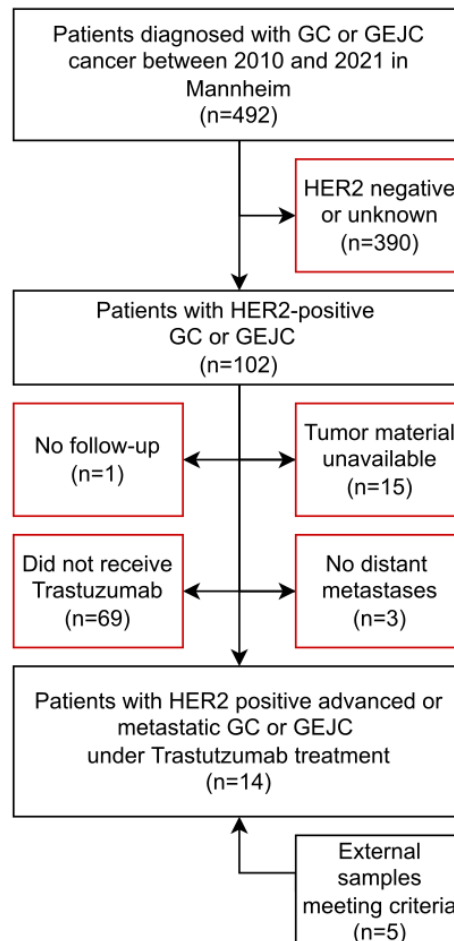 Patients diagnosed with GC or GEJC
cancer between 2010 and 2021 in
Mannheim
(n=492)
HER2 negative
or unknown
(n=390)
Patients with HER2-positive
GC or GEJC
(n=102)
No follow-up
(n=1)
Tumor material
unavailable
(n=15)
Did not receive
Trastuzumab
(n=69)
No distant
metastases
(n=3)
Patients with HER2 positive advanced or
metastatic GC or GEJC
under Trastutzumab treatment
(n=14)
External
samples
meeting criteria
(n=5)